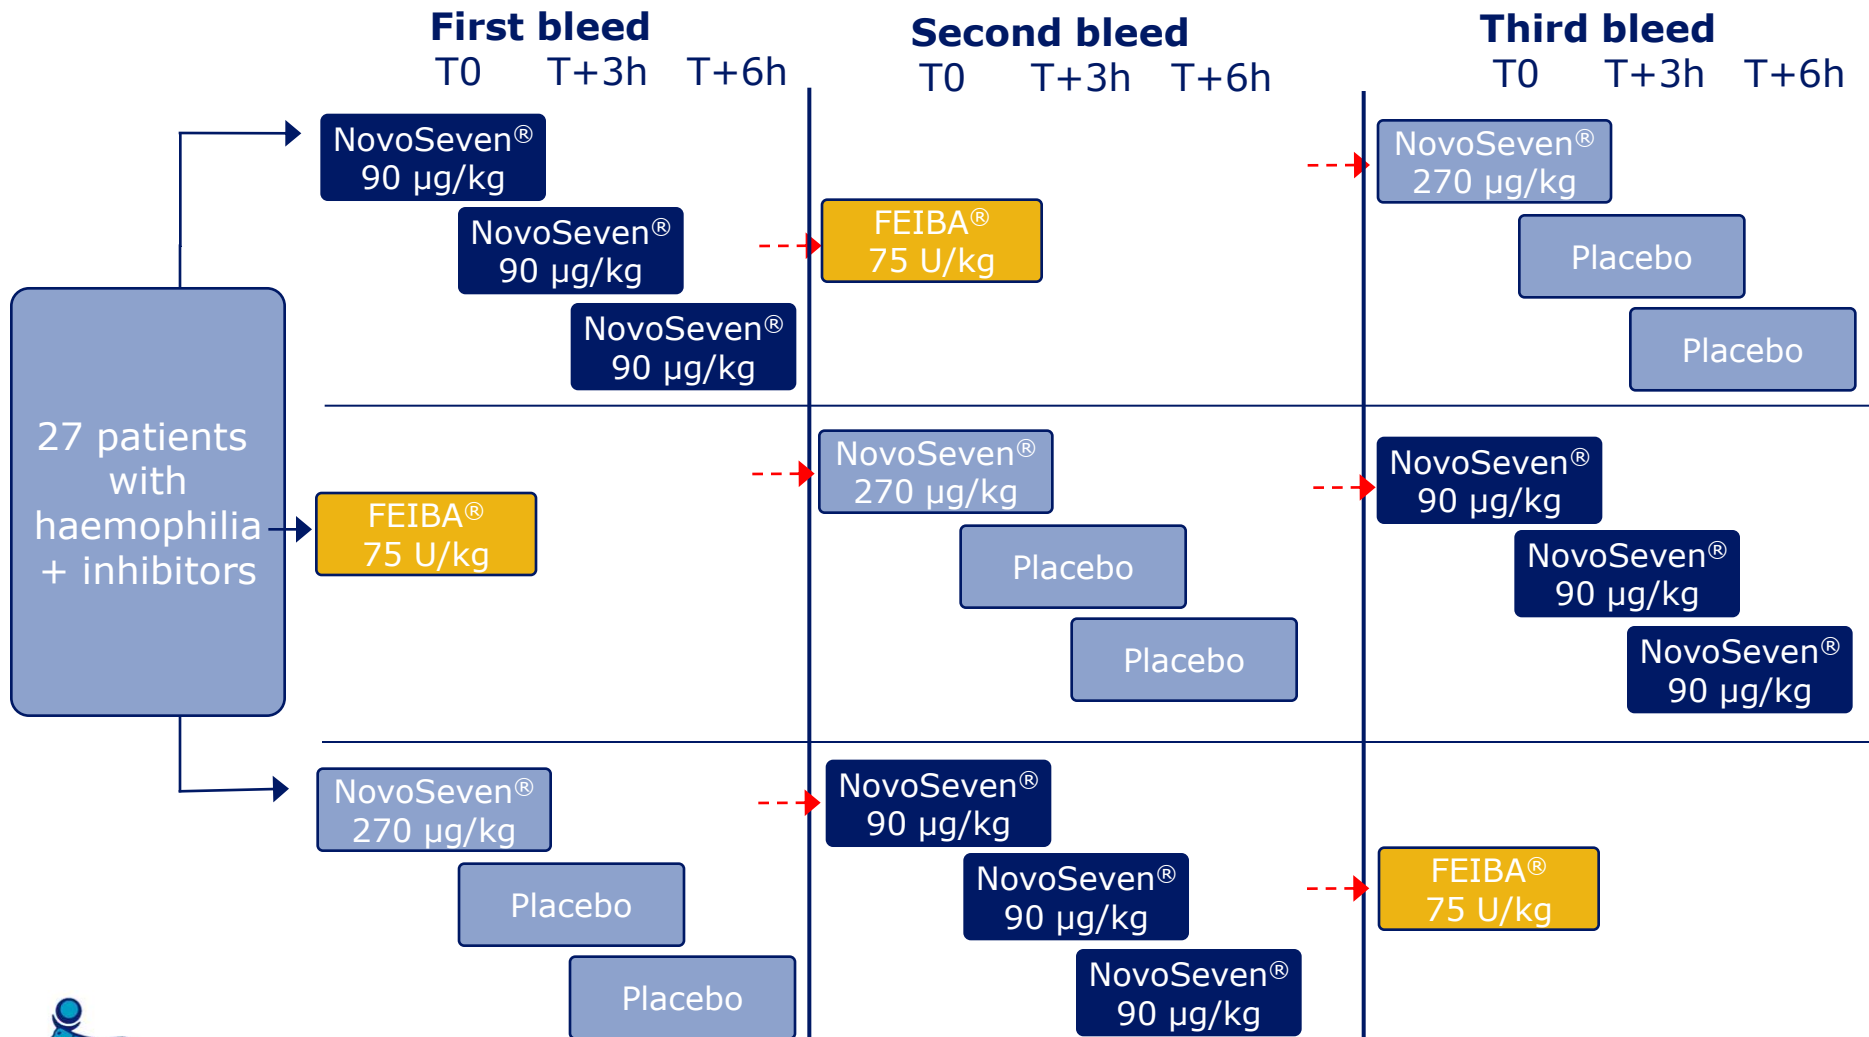 First bleed
T0 T+3h T+6h
Second bleed
T0 T+3h T+6h
Third bleed
T0 T+3h T+6h
27 patients
with
haemophilia
+ inhibitors
NovoSeven®
90 µg/kg
NovoSeven®
90 µg/kg
NovoSeven®
90 µg/kg
FEIBA®
75 U/kg
NovoSeven®
270 µg/kg
Placebo
Placebo
FEIBA®
75 U/kg
NovoSeven®
270 µg/kg
Placebo
Placebo
NovoSeven®
90 µg/kg
NovoSeven®
90 µg/kg
NovoSeven®
90 µg/kg
NovoSeven®
270 µg/kg
Placebo
Placebo
NovoSeven®
90 µg/kg
NovoSeven®
90 µg/kg
NovoSeven®
90 µg/kg
FEIBA®
75 U/kg